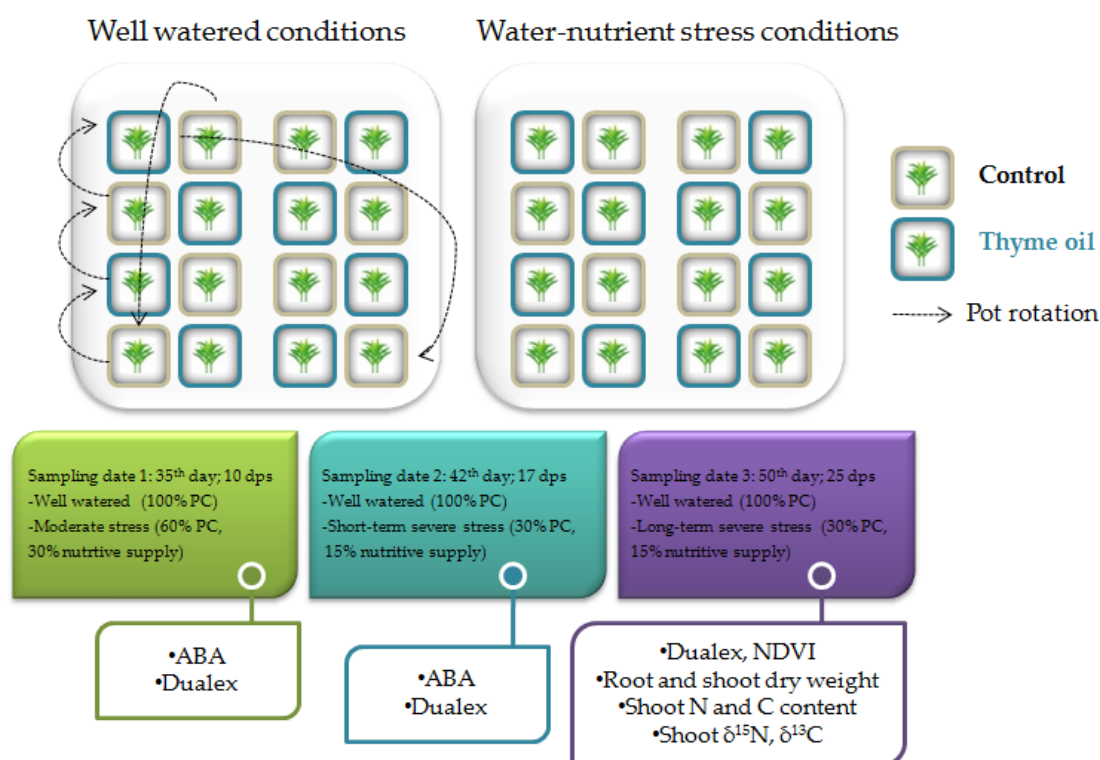 Well watered conditions
Water-nutrient stress conditions
Control
Thyme oil
Pot rotation
Sampling date 1: 35th day; 10 dps
-Well watered (100% PC)
-Moderate stress (60% PC,
30% nutrtive supply)
Sampling date 2: 42th day; 17 dps
-Well watered (100% PC)
-Short-term severe stress (30% PC,
15% nutritive supply)
Sampling date 3: 50th day; 25 dps
-Well watered (100% PC)
-Long-term severe stress (30% PC,
15% nutritive supply)
•ABA
•Dualex
•ABA
•Dualex
•Dualex, NDVI
•Root and shoot dry weight
•Shoot N and C content
•Shoot δ¹⁵N, δ¹³C